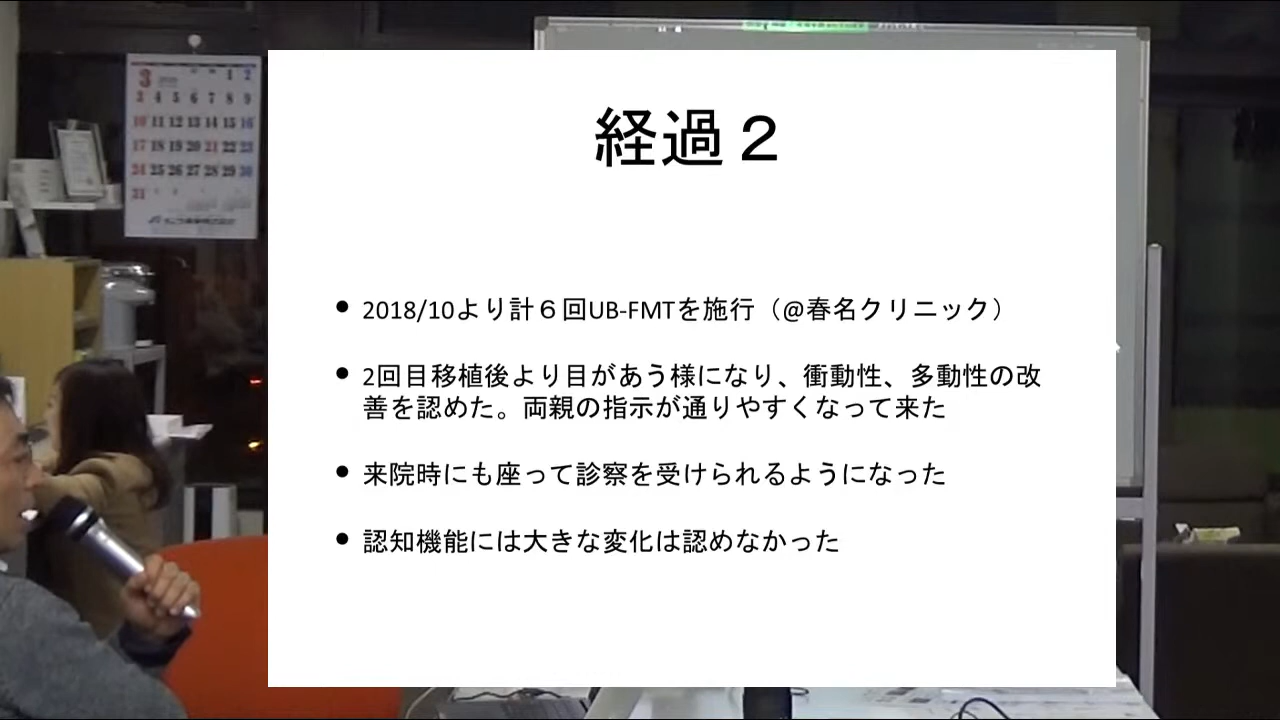 経過２
• 2018/10より計６回UB-FMTを施行（@春名クリニック）
• 2回目移植後より目があう様になり、衝動性、多動性の改
善を認めた。両親の指示が通りやすくなって来た
• 来院時にも座って診察を受けられるようになった
• 認知機能には大きな変化は認めなかった
3
1 2
3 4 5 6 7 8 9
10 11 12 13 14 15 16
17 18 19 20 21 22 23
24 25 26 27 28 29 30
31